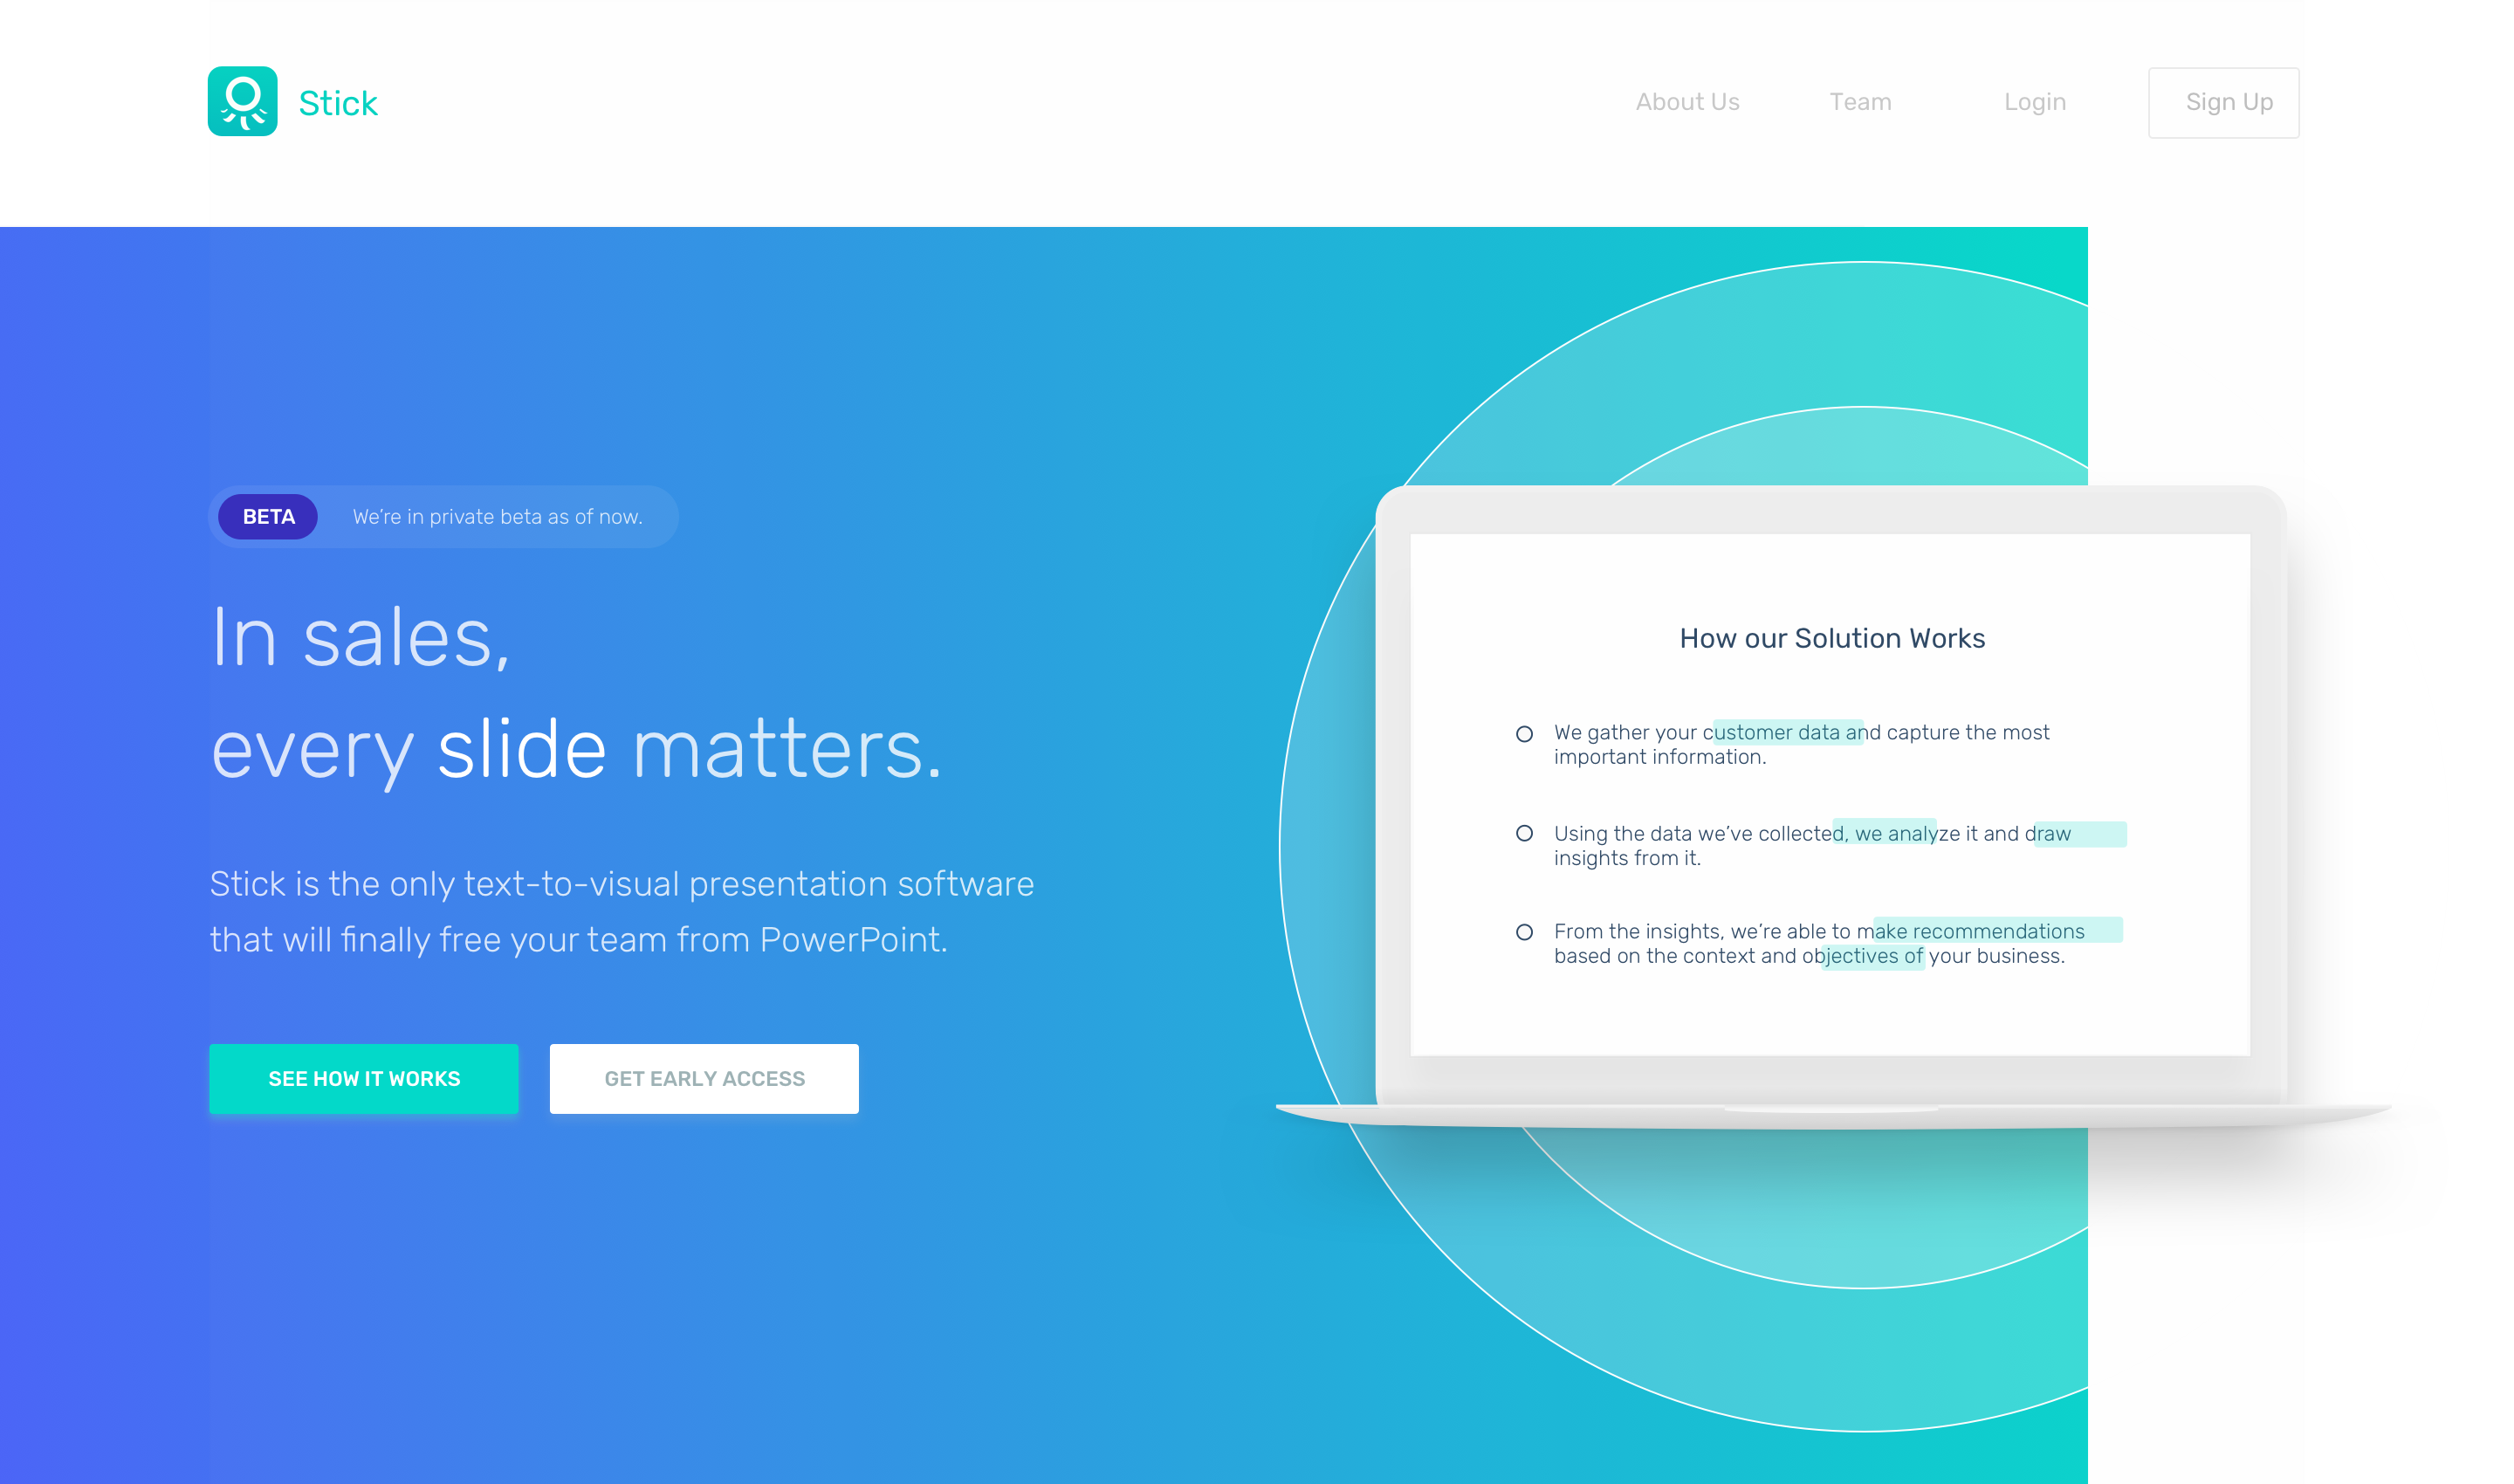 Stick
About Us
Team
Login
Sign Up
BETA
We're in private beta as of now.
In sales,
every slide matters.
Stick is the only text-to-visual presentation software
that will finally free your team from PowerPoint.
SEE HOW IT WORKS
GET EARLY ACCESS
How our Solution Works
We gather your customer data and capture the most
important information.
Using the data we've collected, we analyze it and draw
insights from it.
From the insights, we're able to make recommendations
based on the context and objectives of your business.